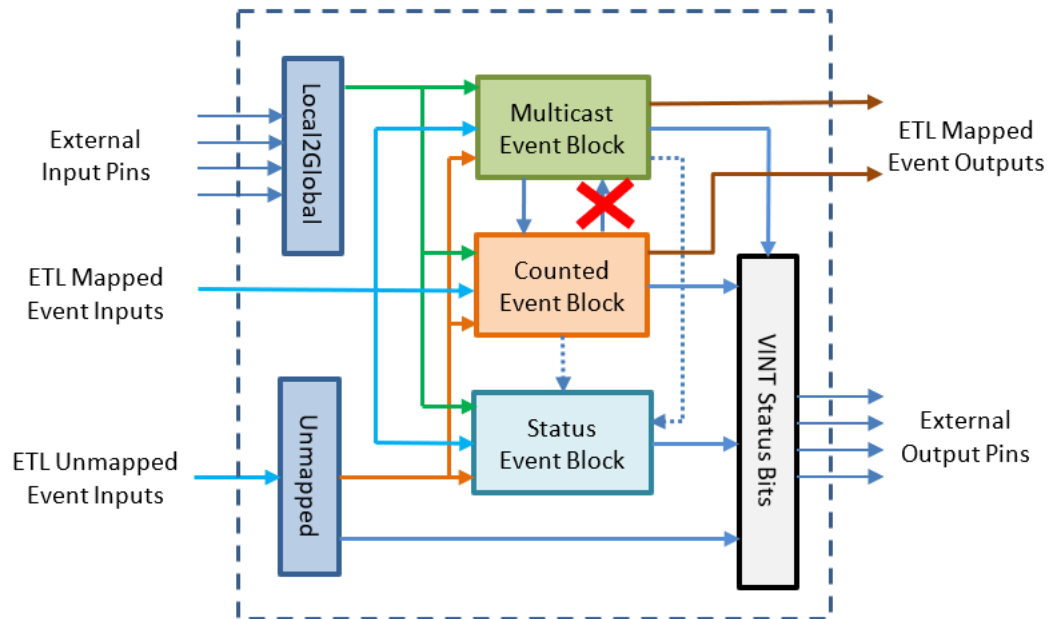 Local2Global
Multicast
Event Block
External
Input Pins
ETL Mapped
Event Outputs
Counted
Event Block
ETL Mapped
Event Inputs
VINT Status Bits
Unmapped
Status
Event Block
External
Output Pins
ETL Unmapped
Event Inputs